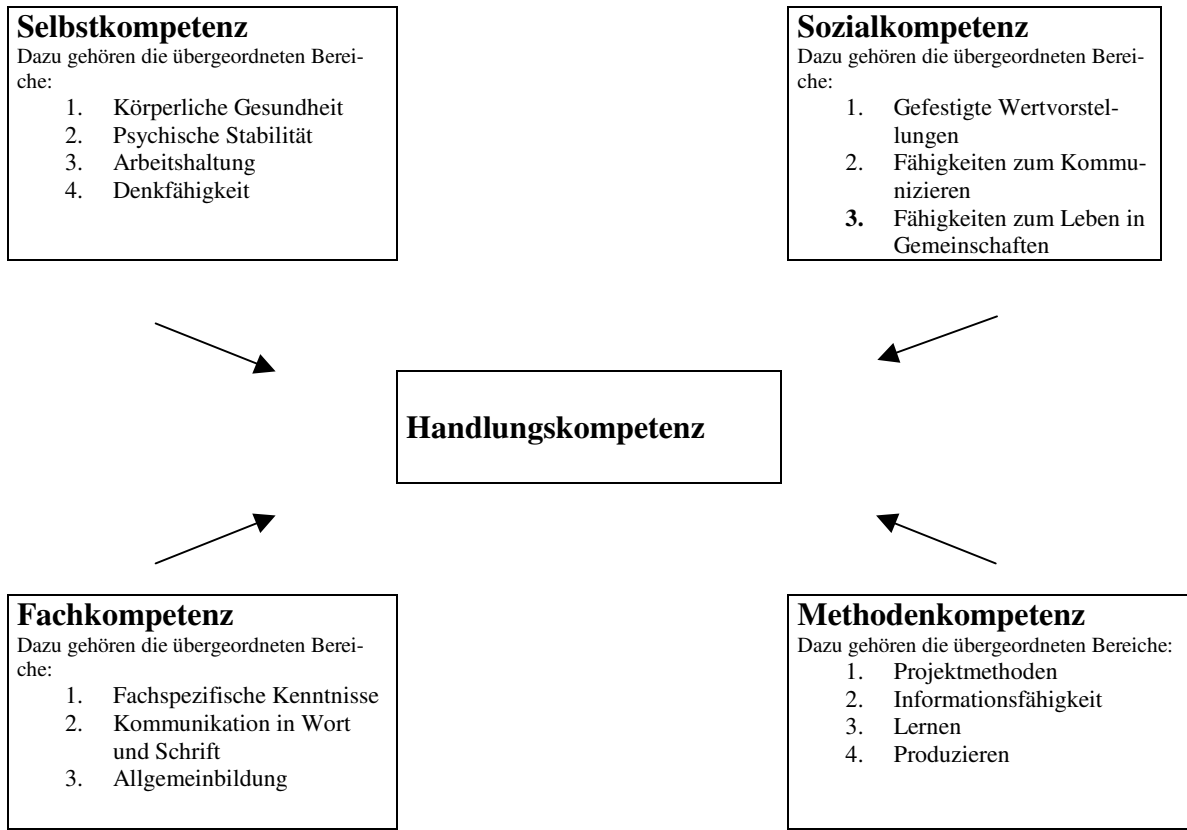 Selbstkompetenz
Dazu gehören die übergeordneten Berei-
che:
1. Körperliche Gesundheit
2. Psychische Stabilität
3. Arbeitshaltung
4. Denkfähigkeit
Sozialkompetenz
Dazu gehören die übergeordneten Berei-
che:
1. Gefestigte Wertvorstel-
lungen
2. Fähigkeiten zum Kommu-
nizieren
3. Fähigkeiten zum Leben in
Gemeinschaften
Handlungskompetenz
Fachkompetenz
Dazu gehören die übergeordneten Berei-
che:
1. Fachspezifische Kenntnisse
2. Kommunikation in Wort
und Schrift
3. Allgemeinbildung
Methodenkompetenz
Dazu gehören die übergeordneten Bereiche:
1. Projektmethoden
2. Informationsfähigkeit
3. Lernen
4. Produzieren